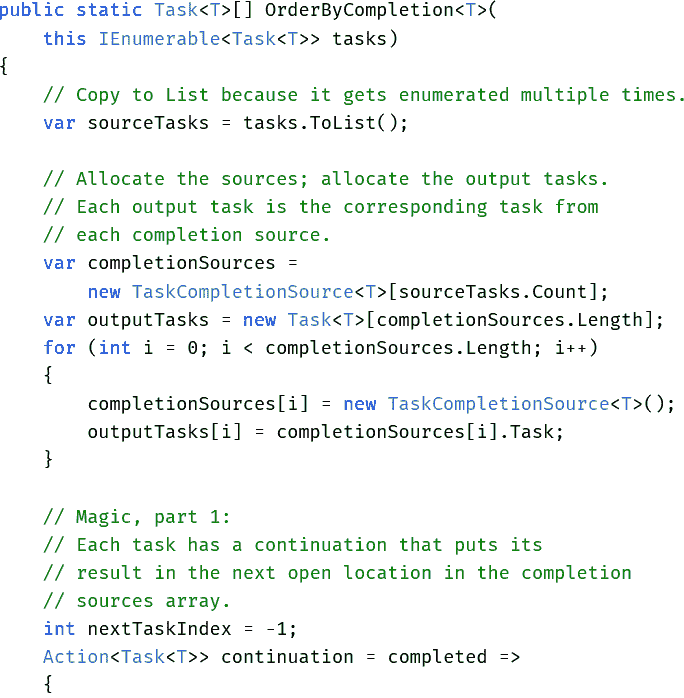 public static Task<T>[] OrderByCompletion<T>(
    this IEnumerable<Task<T>> tasks)
{
    // Copy to List because it gets enumerated multiple times.
    var sourceTasks = tasks.ToList();

    // Allocate the sources; allocate the output tasks.
    // Each output task is the corresponding task from
    // each completion source.
    var completionSources =
        new TaskCompletionSource<T>[sourceTasks.Count];
    var outputTasks = new Task<T>[completionSources.Length];
    for (int i = 0; i < completionSources.Length; i++)
    {
        completionSources[i] = new TaskCompletionSource<T>();
        outputTasks[i] = completionSources[i].Task;
    }

    // Magic, part 1:
    // Each task has a continuation that puts its
    // result in the next open location in the completion
    // sources array.
    int nextTaskIndex = -1;
    Action<Task<T>> continuation = completed =>
    {